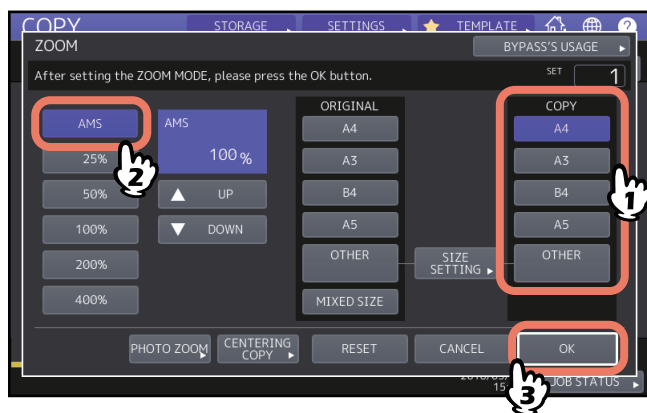 COPY STORAGE SETTINGS TEMPLATE ?
ZOOM BYPASS'S USAGE
After setting the ZOOM MODE, please press the OK button. SET 1
ORIGINAL COPY
AMS AMS A4 A4
25% 100 % A3 A3
50% UP B4 B4
100% DOWN A5 A5
200% OTHER SIZE SETTING OTHER
400% MIXED SIZE
PHOTO ZOOM CENTERING COPY RESET CANCEL OK
JOB STATUS
1
2
3